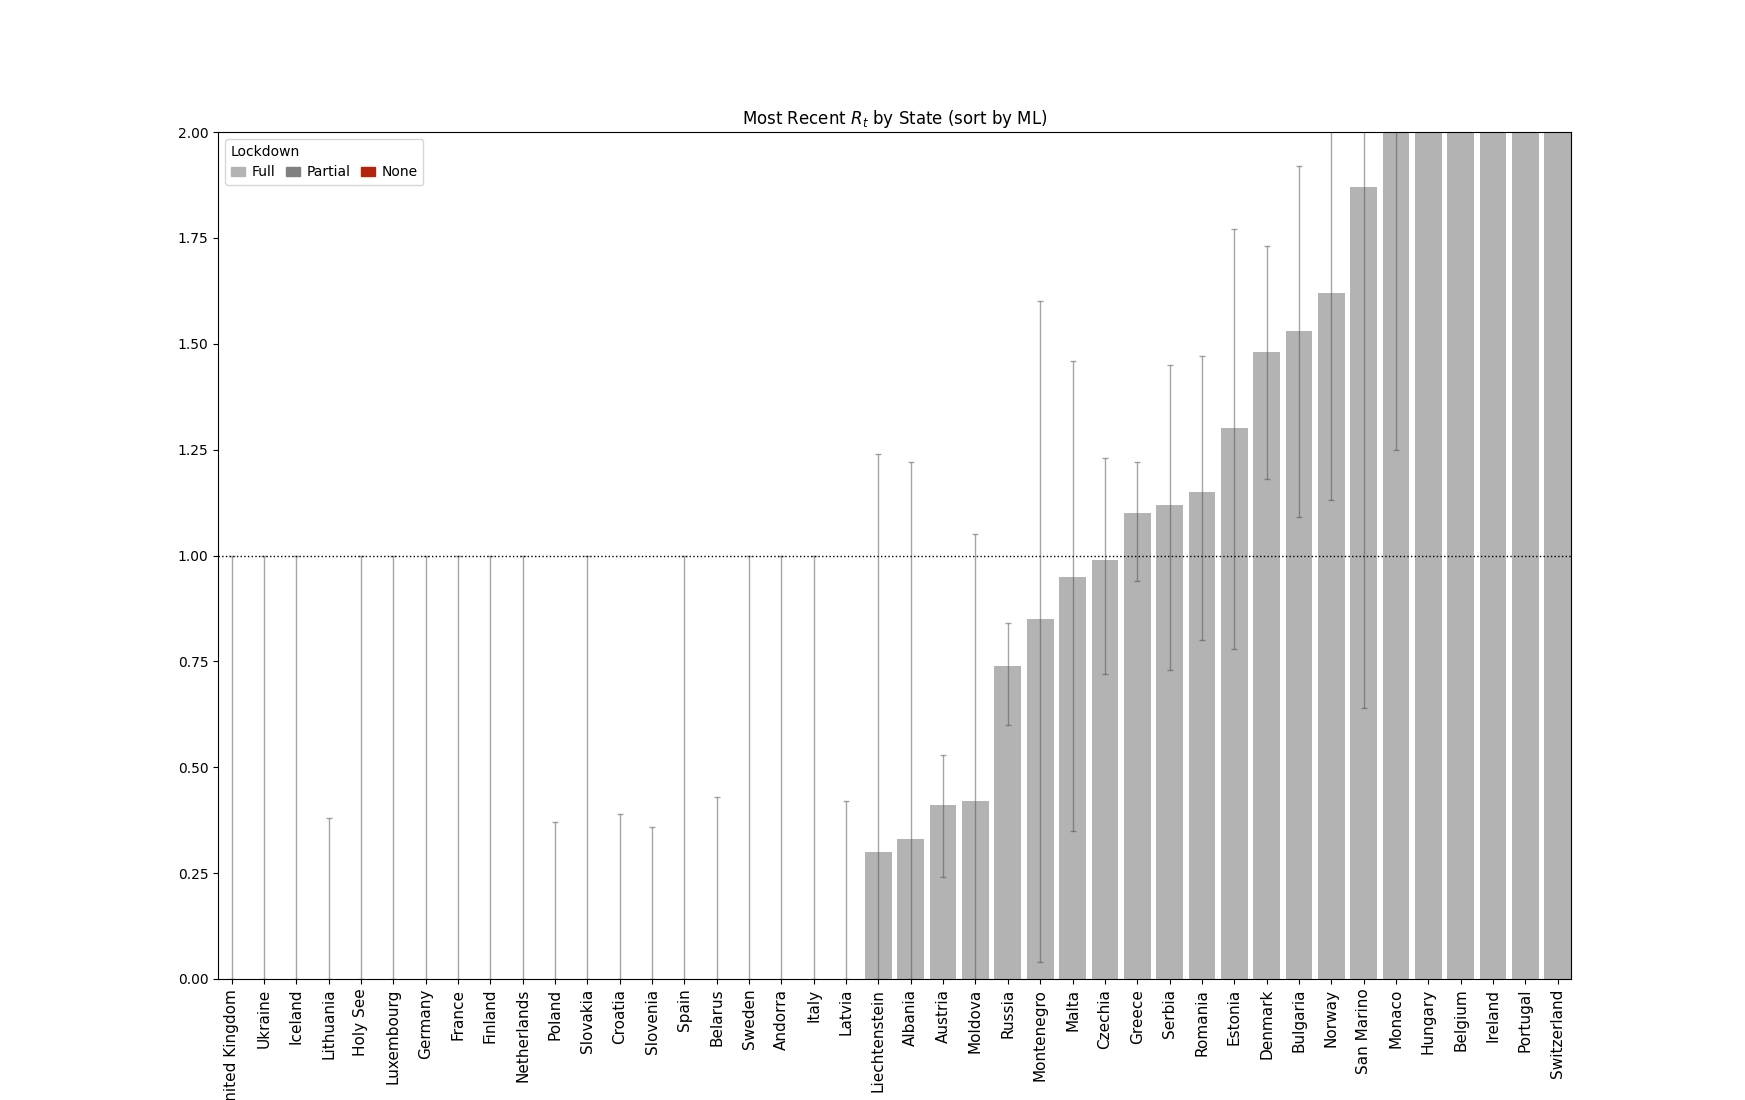 Most Recent R_t by State (sort by ML)
Lockdown
Full Partial None
2.00
1.75
1.50
1.25
1.00
0.75
0.50
0.25
0.00
nited Kingdom
Ukraine
Iceland
Lithuania
Holy See
Luxembourg
Germany
France
Finland
Netherlands
Poland
Slovakia
Croatia
Slovenia
Spain
Belarus
Sweden
Andorra
Italy
Latvia
Liechtenstein
Albania
Austria
Moldova
Russia
Montenegro
Malta
Czechia
Greece
Serbia
Romania
Estonia
Denmark
Bulgaria
Norway
San Marino
Monaco
Hungary
Belgium
Ireland
Portugal
Switzerland